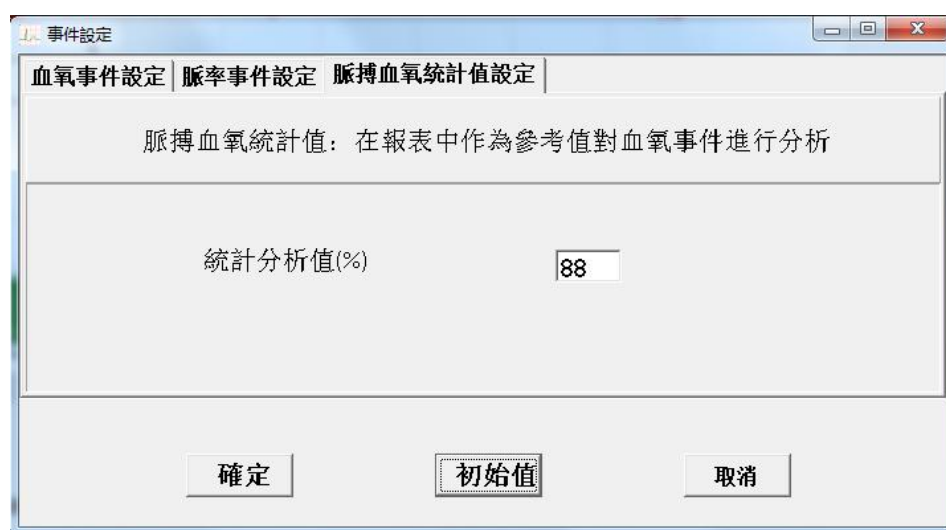 事件設定
血氧事件設定 脈率事件設定 脈搏血氧統計值設定
脈搏血氧統計值：在報表中作為參考值對血氧事件進行分析
統計分析值(%) 88
確定 初始值 取消